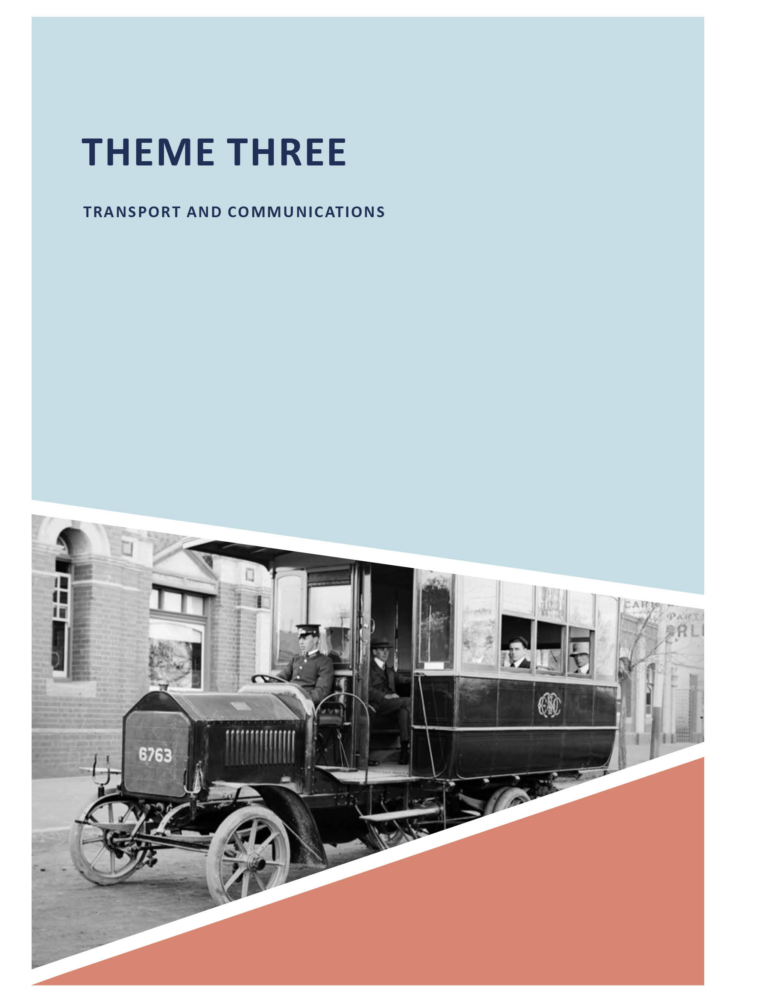 THEME THREE
TRANSPORT AND COMMUNICATIONS
6763